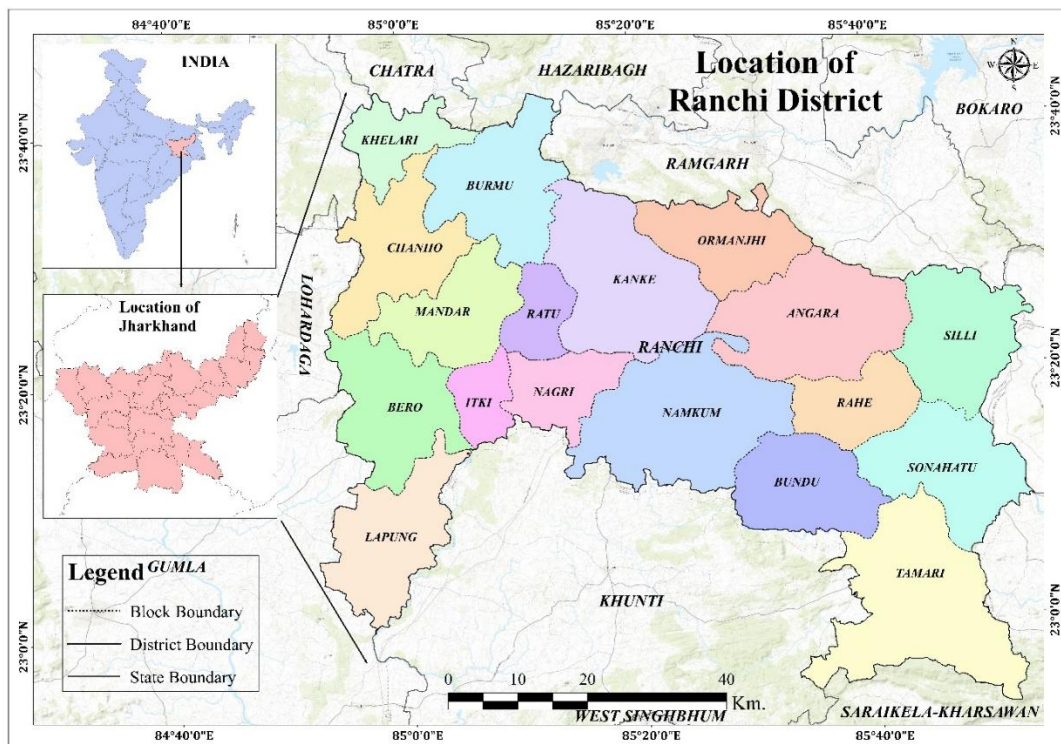 84°40'0"E
85°0'0"E
85°20'0"E
85°40'0"E
INDIA
Location of
Ranchi District
N
W
E
S
CHATRA
HAZARIBAGH
BOKARO
RAMGARH
LOHARDAGA
23°40'0"N
23°20'0"N
23°0'0"N
23°40'0"N
23°20'0"N
23°0'0"N
KHELARI
BURMU
CHANHO
ORMANJHI
KANKE
MANDAR
RATU
ANGARA
SILLI
RANCHI
BERO
ITKI
NAGRI
NAMKUM
RAHE
SONAHATU
BUNDU
LAPUNG
TAMARI
Location of
Jharkhand
Legend
GUMLA
Block Boundary
District Boundary
State Boundary
KHUNTI
0 10 20 40
Km.
WEST SINGHBHUM
SARAIKELA-KHARSAWAN
84°40'0"E
85°0'0"E
85°20'0"E
85°40'0"E